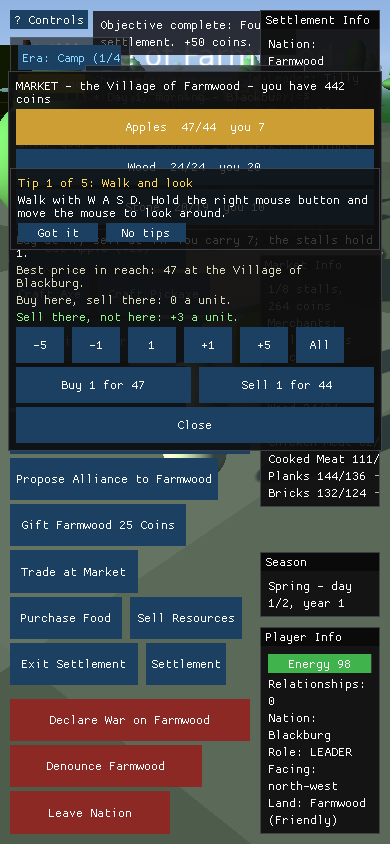 ? Controls
Objective complete: Fou
settlement. +50 coins.
Settlement Info
Nation:
Farmwood
Era: Camp (1/4
MARKET - the Village of Farmwood - you have 442
coins
Apples 47/44 you 7
Wood 24/24 you 20
Tip 1 of 5: Walk and look
Walk with W A S D. Hold the right mouse button and
move the mouse to look around.
Got it
No tips
carry 7; the stalls hold
1.
Best price in reach: 47 at the Village of
Blackburg.
Buy here, sell there: 0 a unit.
Sell there, not here: +3 a unit.
-5
-1
1
+1
+5
All
Buy 1 for 47
Sell 1 for 44
Close
Market Info
1/8 stalls,
264 coins
Merchants:
Cooked Meat 111/
Planks 144/136 -
Bricks 132/124 -
Propose Alliance to Farmwood
Gift Farmwood 25 Coins
Trade at Market
Purchase Food
Sell Resources
Exit Settlement
Settlement
Declare War on Farmwood
Denounce Farmwood
Leave Nation
Season
Spring - day
1/2, year 1
Player Info
Energy 98
Relationships:
0
Nation:
Blackburg
Role: LEADER
Facing:
north-west
Land: Farmwood
(Friendly)